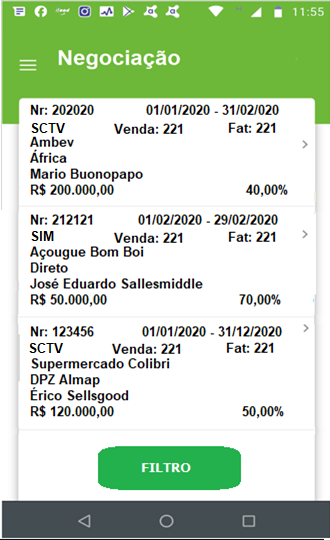 11:55
Negociação
Nr: 202020 01/01/2020 - 31/02/020
SCTV Venda: 221 Fat: 221
Ambev
África
Mario Buonopapo
R$ 200.000,00 40,00%
Nr: 212121 01/02/2020 - 29/02/2020
SIM Venda: 221 Fat: 221
Açougue Bom Boi
Direto
José Eduardo Sallesmiddle
R$ 50.000,00 70,00%
Nr: 123456 01/01/2020 - 31/12/2020
SCTV Venda: 221 Fat: 221
Supermercado Colibri
DPZ Almap
Érico Sellsgood
R$ 120.000,00 50,00%
FILTRO